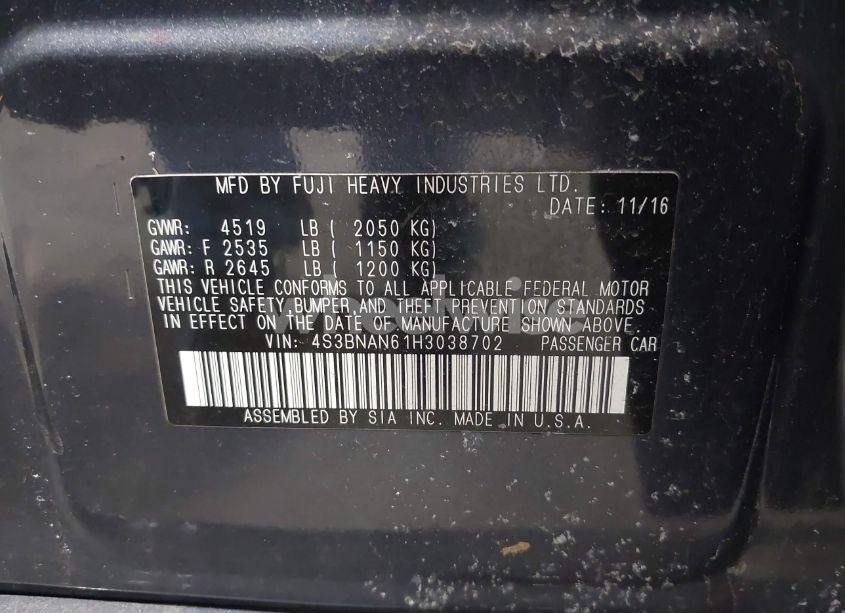 MFD BY FUJI HEAVY INDUSTRIES LTD.
DATE: 11/16
GVWR: 4519 LB ( 2050 KG)
GAWR: F 2535 LB ( 1150 KG)
GAWR: R 2645 LB ( 1200 KG)
THIS VEHICLE CONFORMS TO ALL APPLICABLE FEDERAL MOTOR
VEHICLE SAFETY,BUMPER,AND THEFT PREVENTION STANDARDS
IN EFFECT ON THE DATE OF MANUFACTURE SHOWN ABOVE.
VIN: 4S3BNAN61H3038702 PASSENGER CAR
ASSEMBLED BY SIA INC. MADE IN U.S.A.